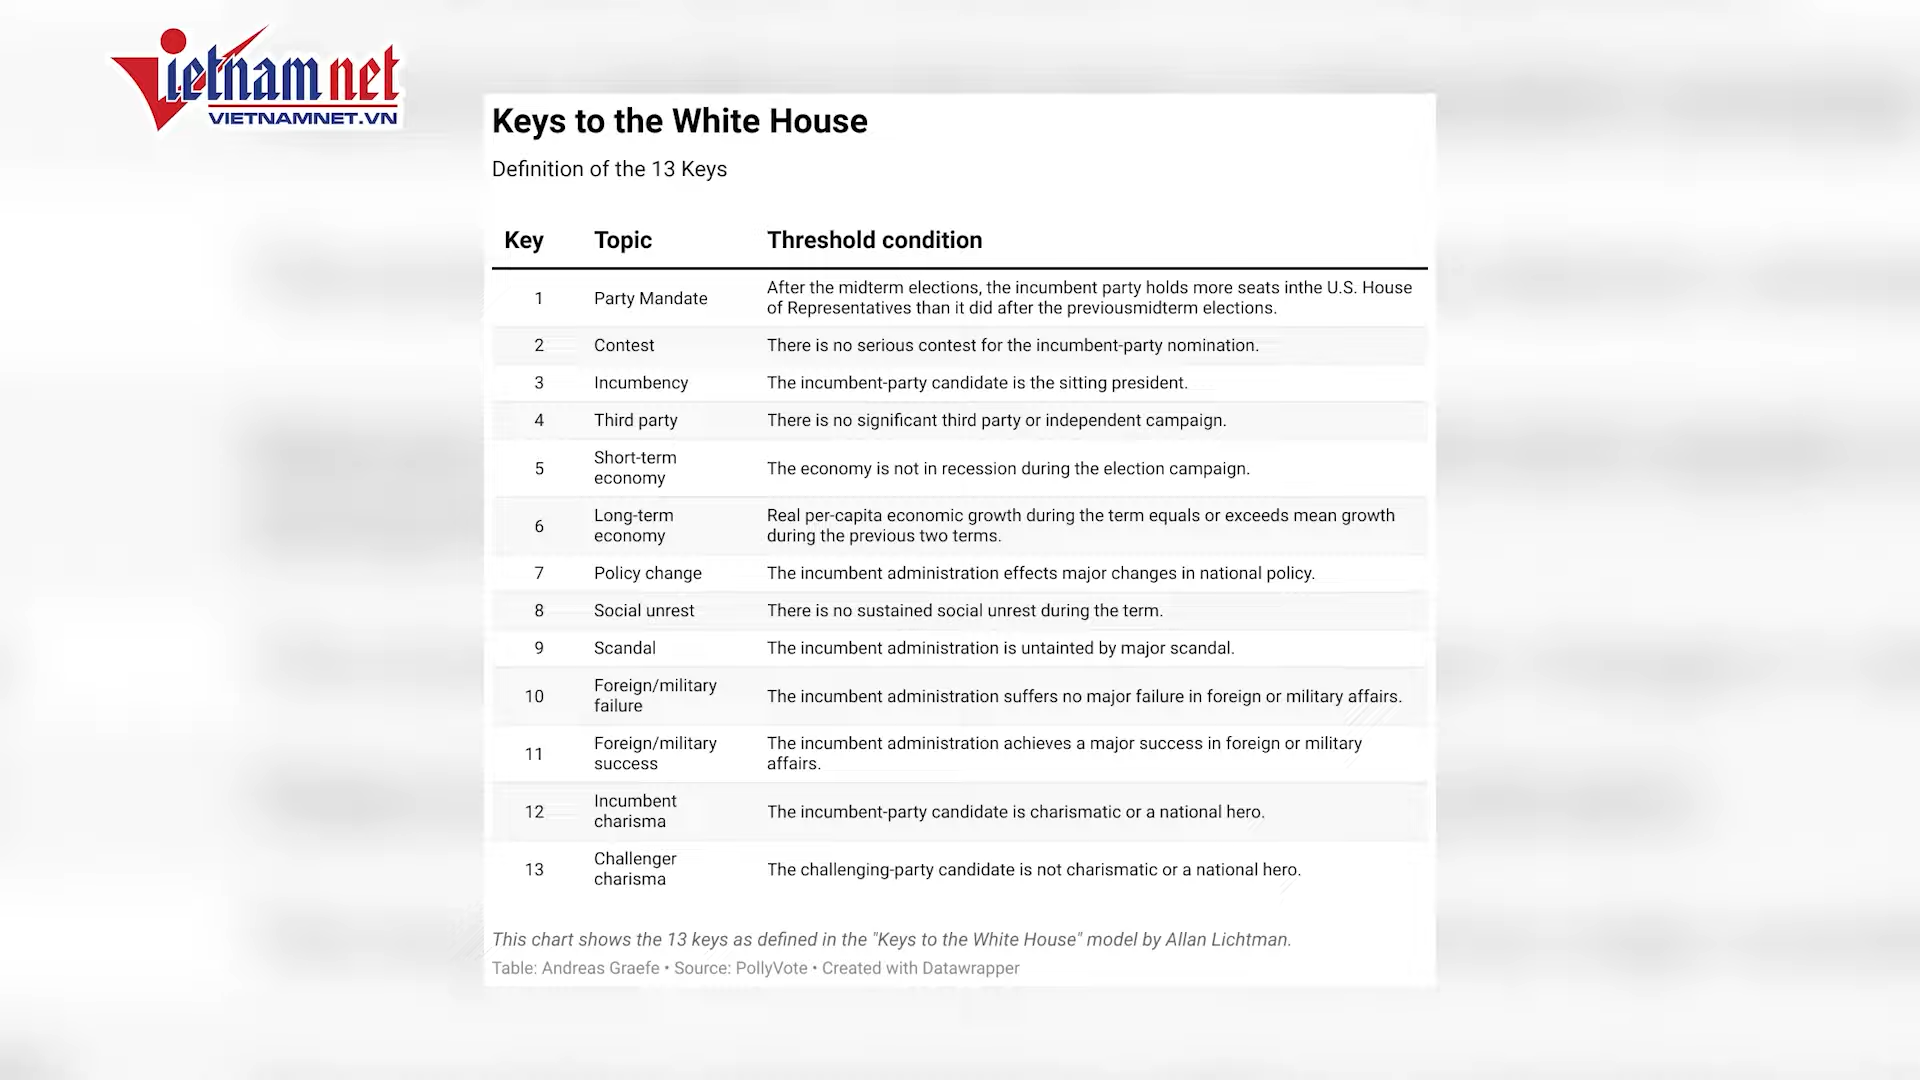 Vietnam net
VIETNAMNET.VN
Keys to the White House
Definition of the 13 Keys
Key Topic Threshold condition
1 Party Mandate After the midterm elections, the incumbent party holds more seats inthe U.S. House
of Representatives than it did after the previousmidterm elections.
2 Contest There is no serious contest for the incumbent-party nomination.
3 Incumbency The incumbent-party candidate is the sitting president.
4 Third party There is no significant third party or independent campaign.
5 Short-term
economy The economy is not in recession during the election campaign.
6 Long-term Real per-capita economic growth during the term equals or exceeds mean growth
economy during the previous two terms.
7 Policy change The incumbent administration effects major changes in national policy.
8 Social unrest There is no sustained social unrest during the term.
9 Scandal The incumbent administration is untainted by major scandal.
10 Foreign/military
failure The incumbent administration suffers no major failure in foreign or military affairs.
11 Foreign/military The incumbent administration achieves a major success in foreign or military
success affairs.
12 Incumbent
charisma The incumbent-party candidate is charismatic or a national hero.
13 Challenger
charisma The challenging-party candidate is not charismatic or a national hero.
This chart shows the 13 keys as defined in the "Keys to the White House" model by Allan Lichtman.
Table: Andreas Graefe • Source: PollyVote • Created with Datawrapper